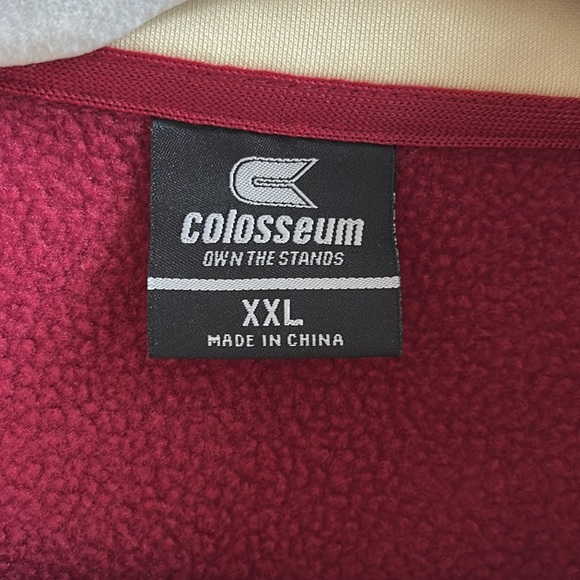 COLOSSEUM
OWN THE STANDS
XXL
MADE IN CHINA